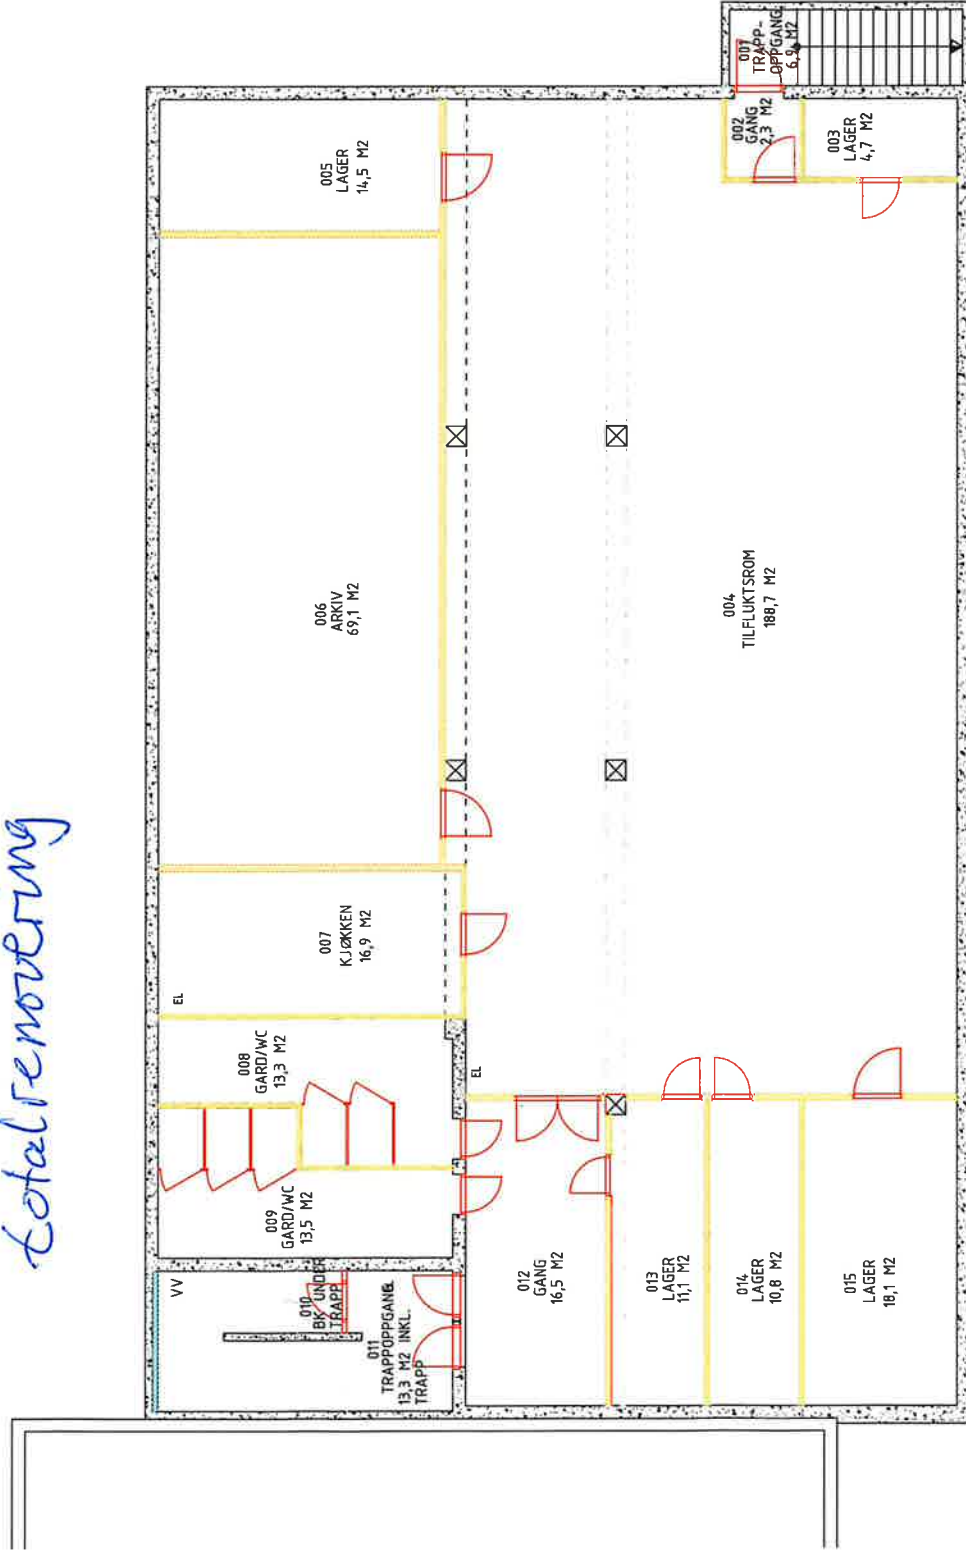 totalrenovering
001
TRAPP-
OPPGANG
6,9 M2
002
GANG
2,3 M2
003
LAGER
4,7 M2
005
LAGER
14,5 M2
006
ARKIV
69,1 M2
004
TILFLUKTSROM
188,7 M2
007
KJØKKEN
16,9 M2
EL
008
GARD/WC
13,3 M2
EL
009
GARD/WC
13,5 M2
VV
010
BK UNDER
TRAPP
011
TRAPPOPPGANG
13,3 M2 INKL.
TRAPP
012
GANG
16,5 M2
013
LAGER
11,1 M2
014
LAGER
10,8 M2
015
LAGER
18,1 M2